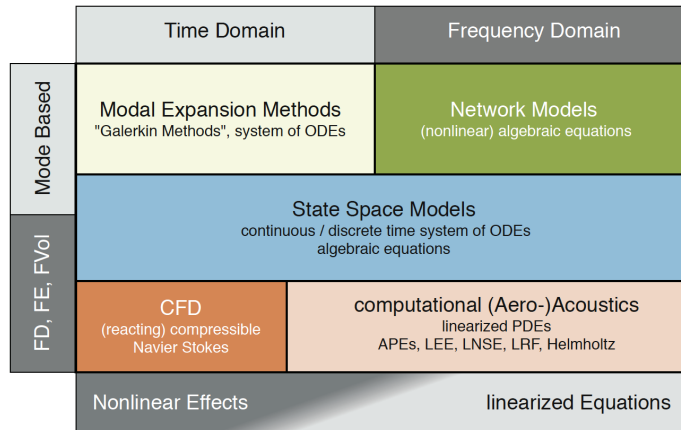 Time Domain
Frequency Domain
Mode Based
Modal Expansion Methods
"Galerkin Methods", system of ODEs
Network Models
(nonlinear) algebraic equations
State Space Models
continuous / discrete time system of ODEs
algebraic equations
FD, FE, FVol
CFD
(reacting) compressible
Navier Stokes
computational (Aero-)Acoustics
linearized PDEs
APEs, LEE, LNSE, LRF, Helmholtz
Nonlinear Effects
linearized Equations